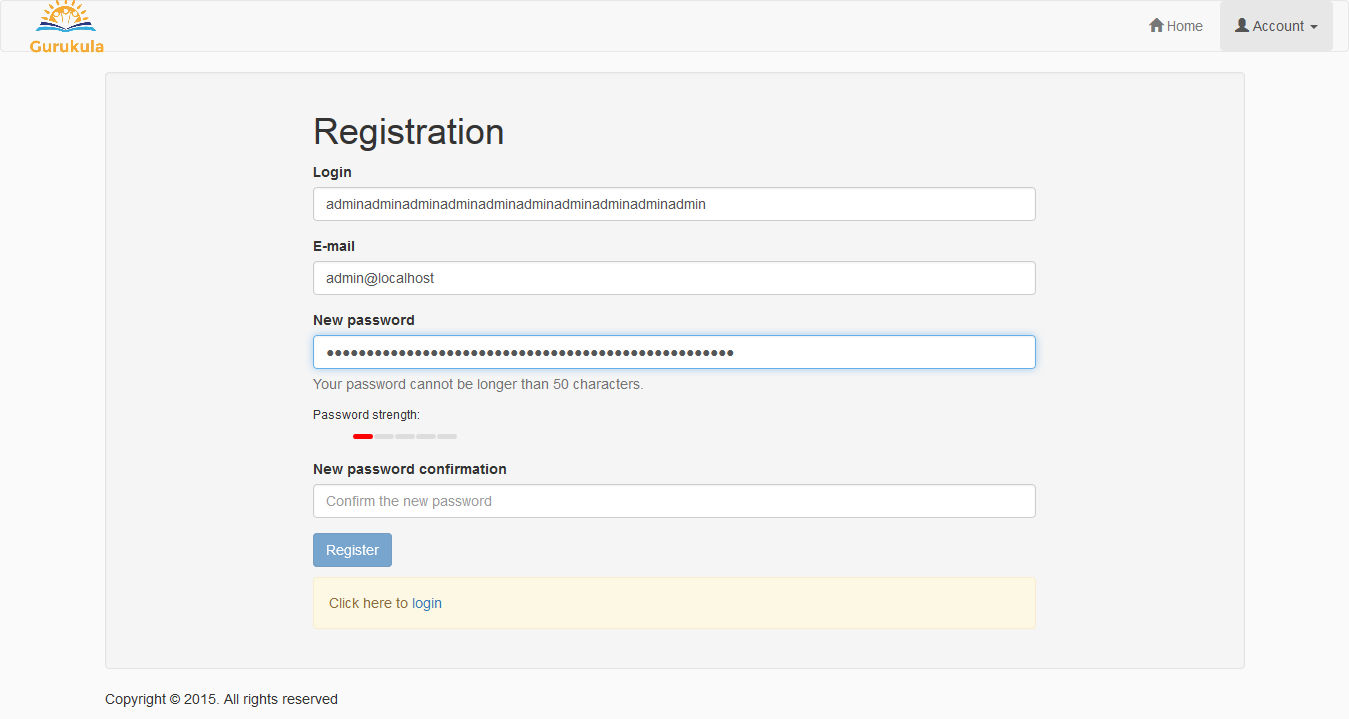 Gurukula
Home
Account
Registration
Login
adminadminadminadminadminadminadminadminadminadmin
E-mail
admin@localhost
New password
●●●●●●●●●●●●●●●●●●●●●●●●●●●●●●●●●●●●●●●●●●●●●●●●●●●
Your password cannot be longer than 50 characters.
Password strength:
New password confirmation
Confirm the new password
Register
Click here to login
Copyright © 2015. All rights reserved